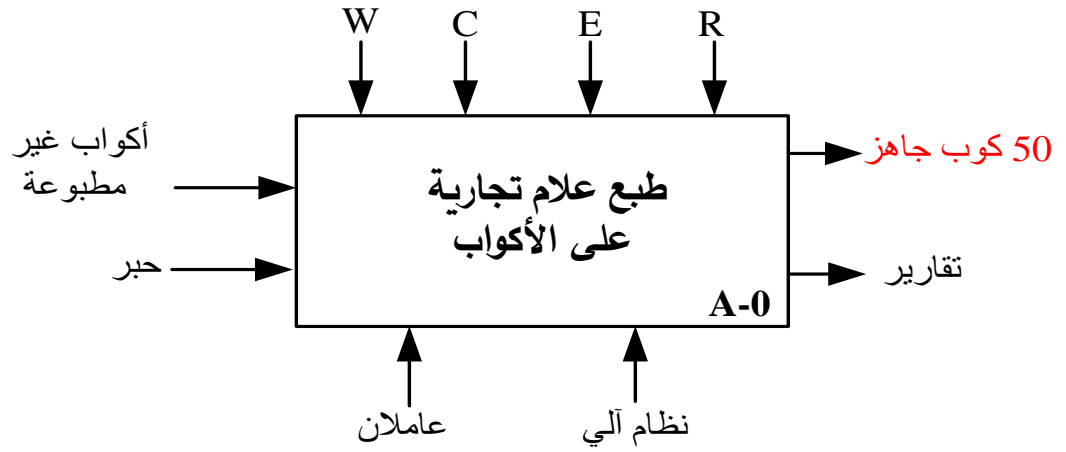 W C E R
أكواب غير
مطبوعة
حبر
طبع علام تجارية
على الأكواب
A-0
50 كوب جاهز
تقارير
عاملان
نظام آلي